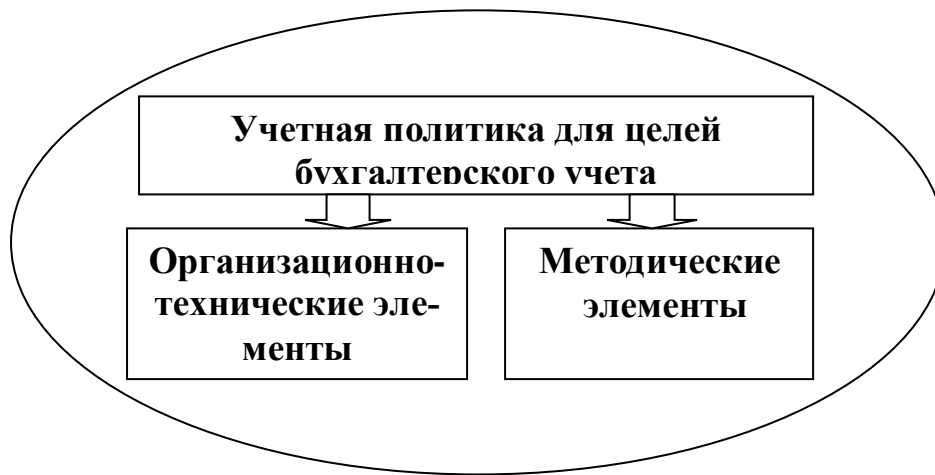 Учетная политика для целей
бухгалтерского учета
Организационно-
технические эле-
менты
Методические
элементы